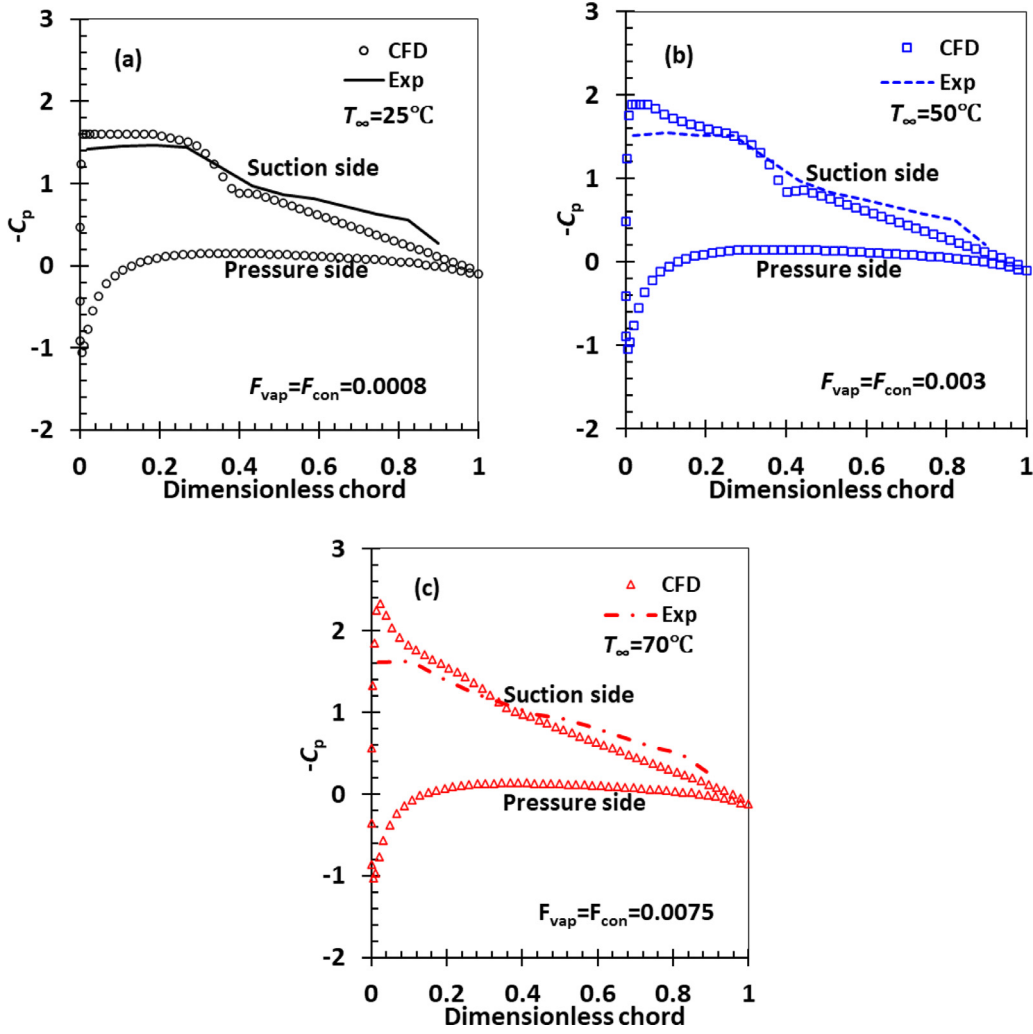 (a)
CFD
Exp
T∞=25℃
Suction side
Pressure side
Fvap=Fcon=0.0008
-Cp
3
2
1
0
-1
-2
0 0.2 0.4 0.6 0.8 1
Dimensionless chord
(b)
CFD
Exp
T∞=50℃
Suction side
Pressure side
Fvap=Fcon=0.003
-Cp
3
2
1
0
-1
-2
0 0.2 0.4 0.6 0.8 1
Dimensionless chord
(c)
CFD
Exp
T∞=70℃
Suction side
Pressure side
Fvap=Fcon=0.0075
-Cp
3
2
1
0
-1
-2
0 0.2 0.4 0.6 0.8 1
Dimensionless chord